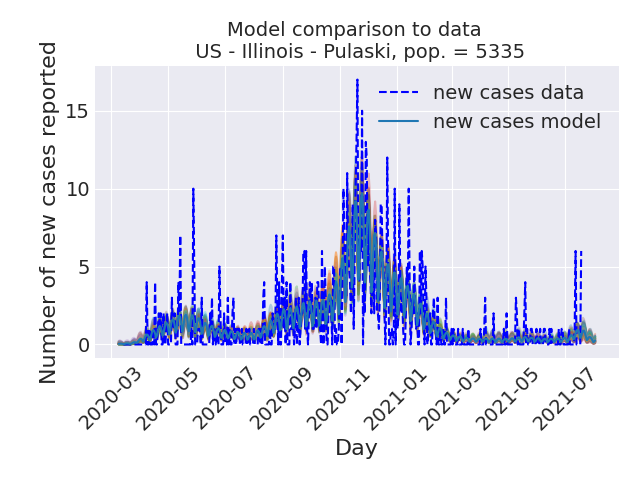 Model comparison to data
US - Illinois - Pulaski, pop. = 5335
new cases data
new cases model
Number of new cases reported
15
10
5
0
2020-03
2020-05
2020-07
2020-09
2020-11
2021-01
2021-03
2021-05
2021-07
Day